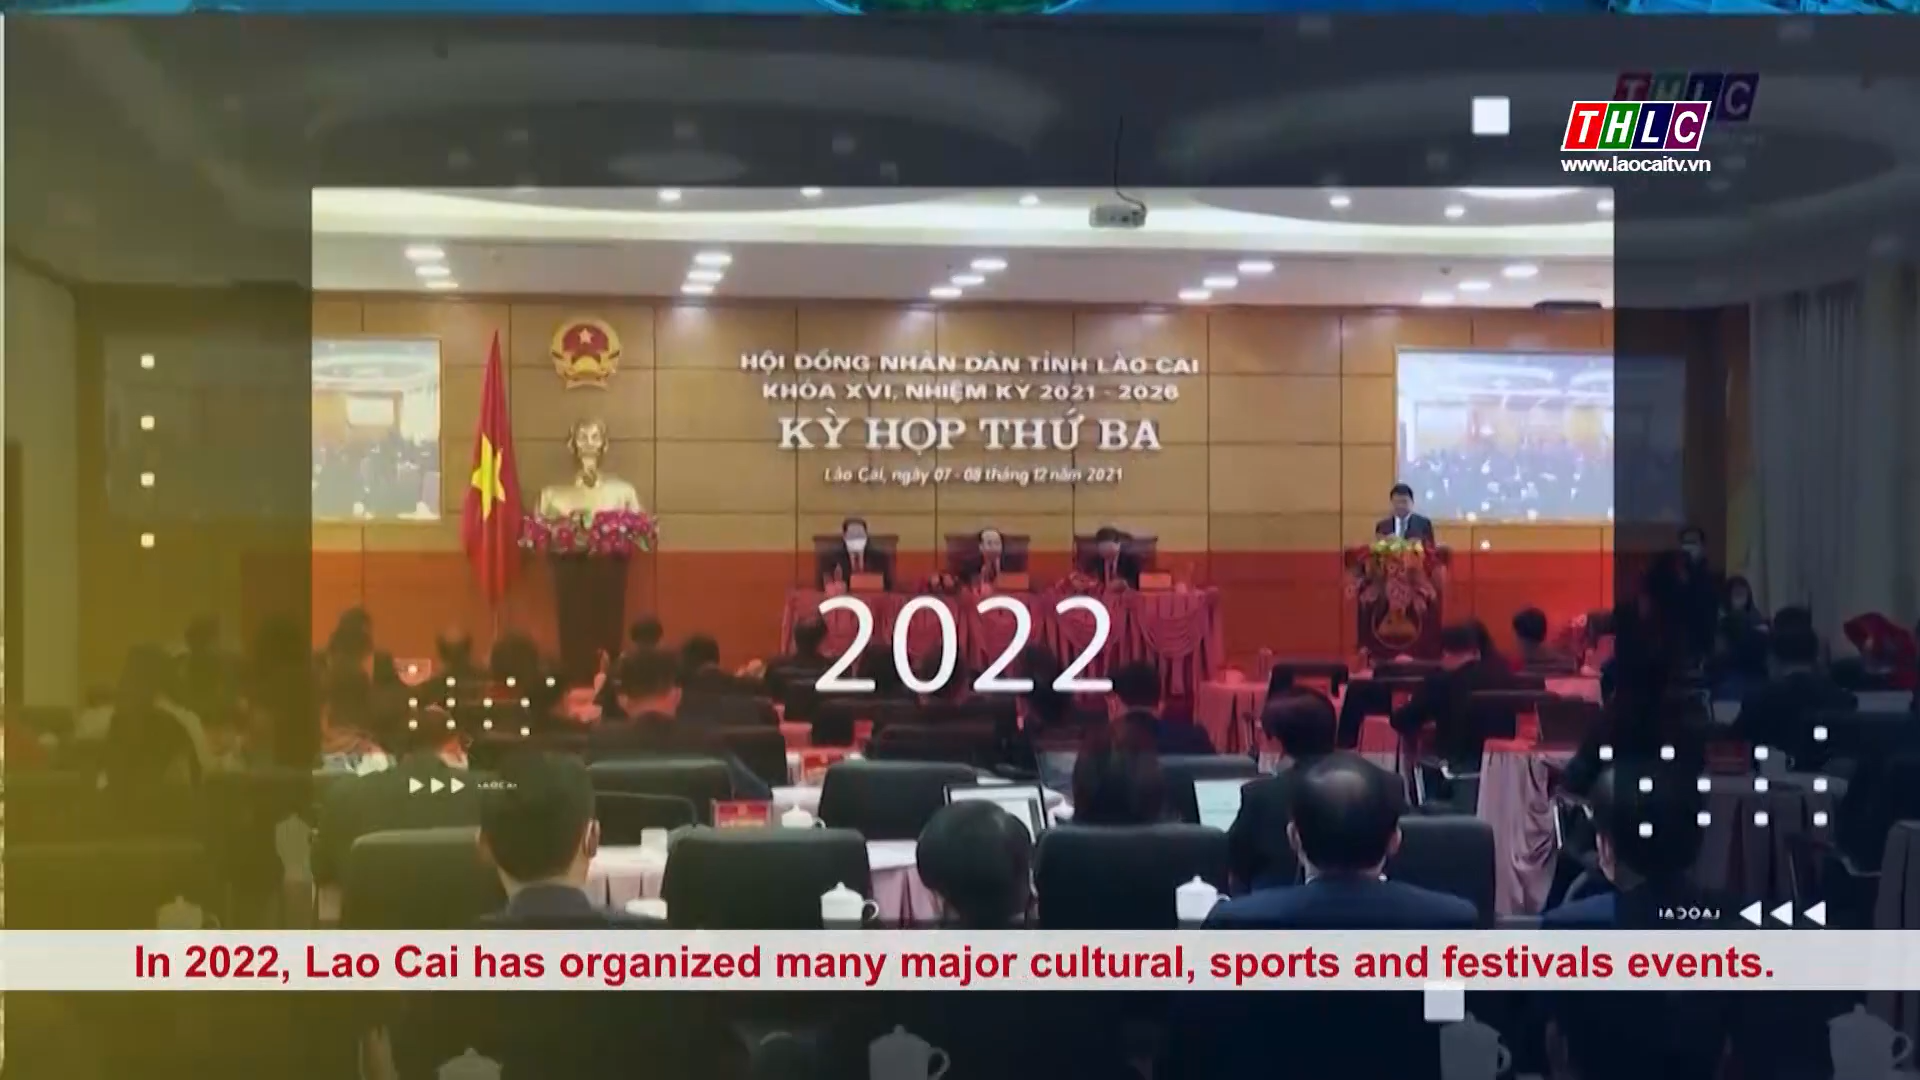 THLC
www.laocaitv.vn
HỘI ĐỒNG NHÂN DÂN TỈNH LÀO CAI
KHÓA XVI, NHIỆM KỲ 2021 - 2026
KỲ HỌP THỨ BA
Lào Cai, ngày 07 - 08 tháng 12 năm 2021
2022
LAOCAI
LAOCAI
In 2022, Lao Cai has organized many major cultural, sports and festivals events.